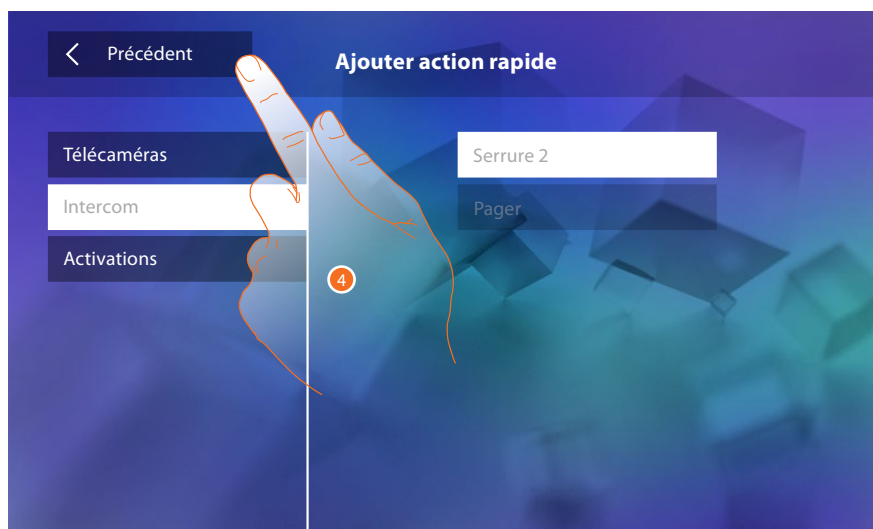 Précédent
Ajouter action rapide
Télécaméras
Serrure 2
Intercom
Pager
Activations
4